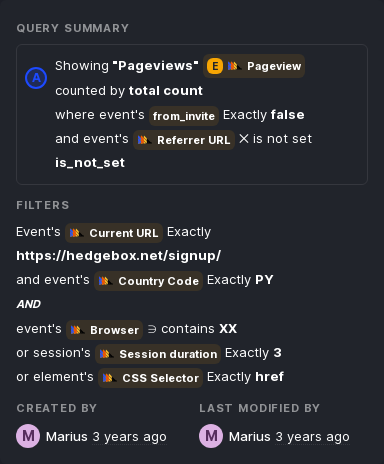 QUERY SUMMARY
A
Showing "Pageviews" E Pageview
counted by total count
where event's from_invite Exactly false
and event's Referrer URL ✕ is not set
is_not_set
FILTERS
Event's Current URL Exactly
https://hedgebox.net/signup/
and event's Country Code Exactly PY
AND
event's Browser ∋ contains XX
or session's Session duration Exactly 3
or element's CSS Selector Exactly href
CREATED BY LAST MODIFIED BY
M Marius 3 years ago M Marius 3 years ago